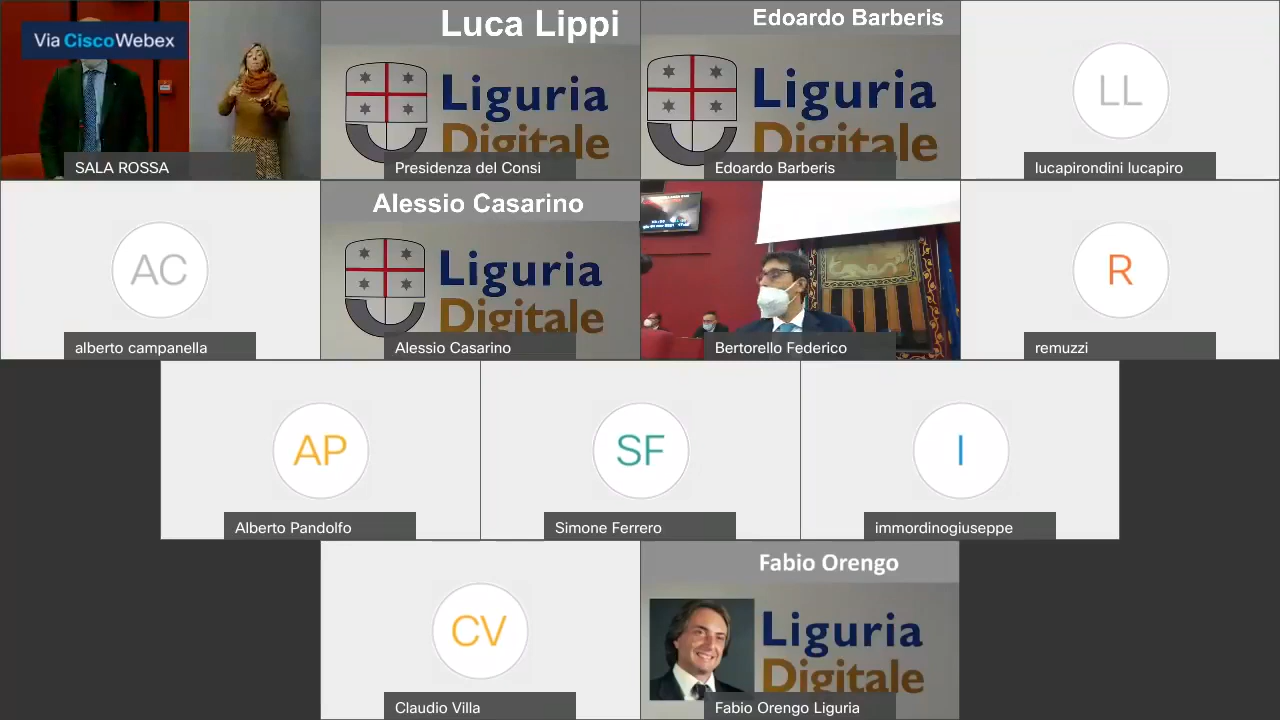 Via Cisco Webex
SALA ROSSA
Luca Lippi
Liguria
Digitale
Presidenza del Consi
Edoardo Barberis
Liguria
Digitale
Edoardo Barberis
LL
lucapirondini lucapiro
AC
alberto campanella
Alessio Casarino
Liguria
Digitale
Alessio Casarino
Bertorello Federico
R
remuzzi
AP
Alberto Pandolfo
SF
Simone Ferrero
I
immordinogiuseppe
CV
Claudio Villa
Fabio Orengo
Liguria
Digitale
Fabio Orengo Liguria